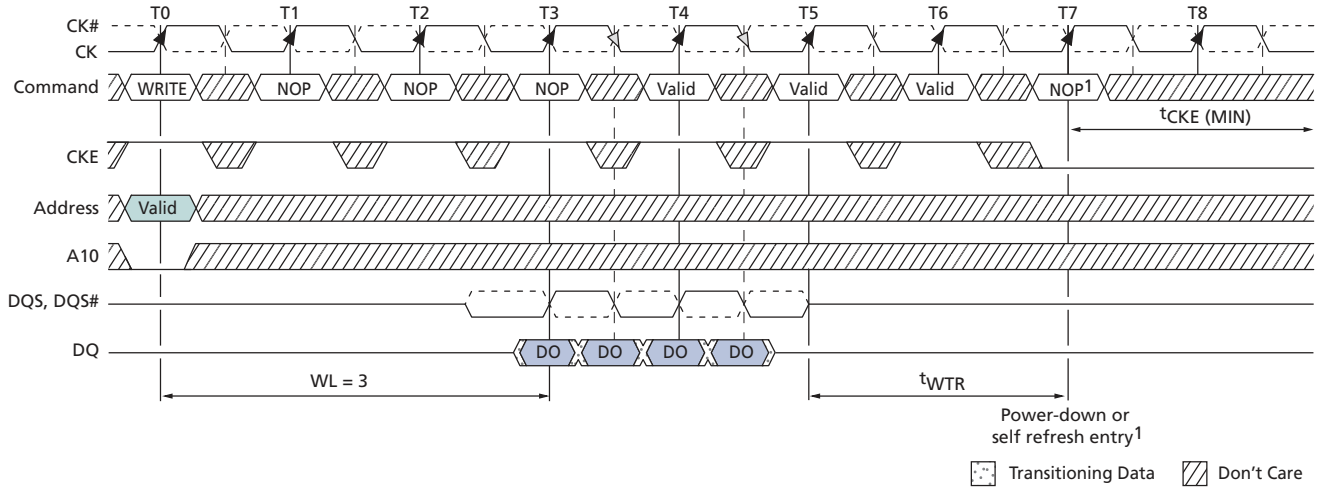 T0 T1 T2 T3 T4 T5 T6 T7 T8
CK#
CK
Command WRITE NOP NOP NOP Valid Valid Valid NOP1
tCKE (MIN)
CKE
Address Valid
A10
DQS, DQS#
DQ DO DO DO DO
WL = 3 tWTR
Power-down or
self refresh entry1
Transitioning Data Don't Care